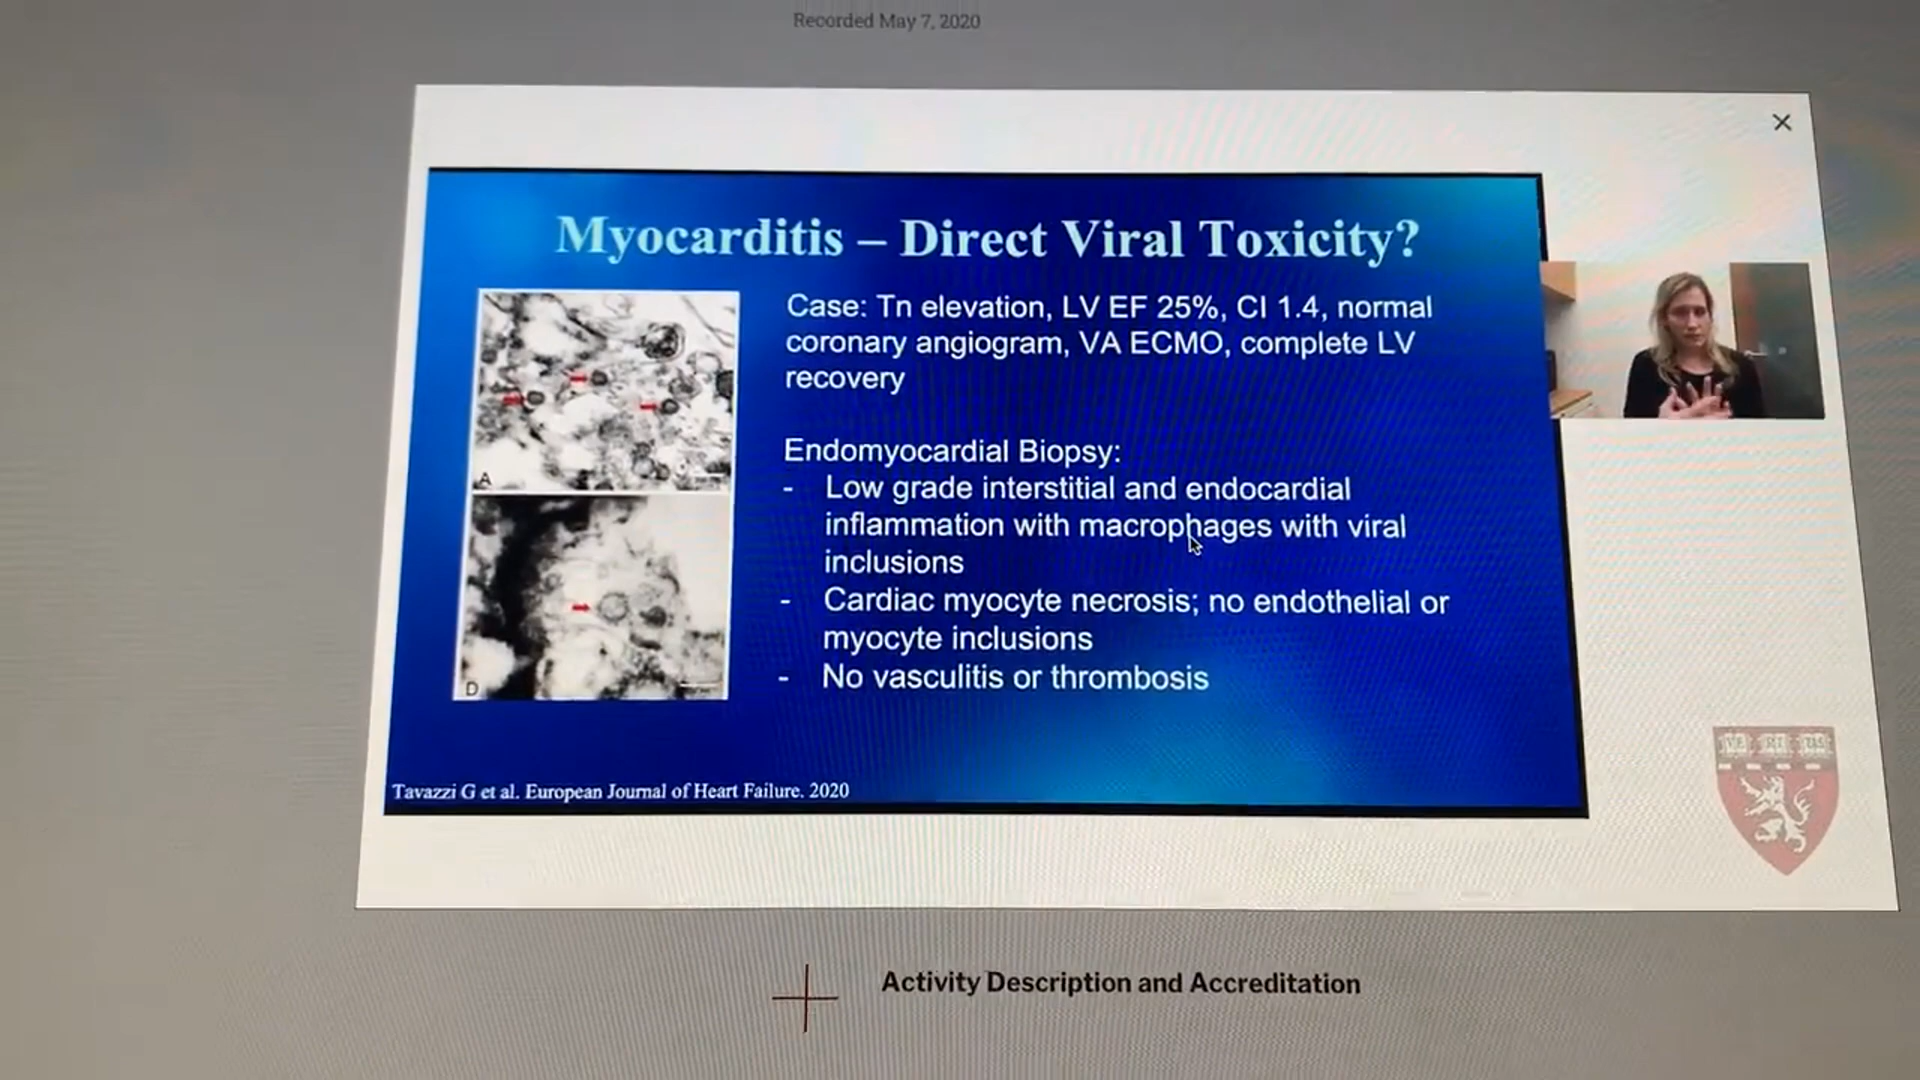 Recorded May 7, 2020
Myocarditis – Direct Viral Toxicity?
Case: Tn elevation, LV EF 25%, CI 1.4, normal
coronary angiogram, VA ECMO, complete LV
recovery
Endomyocardial Biopsy:
- Low grade interstitial and endocardial
inflammation with macrophages with viral
inclusions
- Cardiac myocyte necrosis; no endothelial or
myocyte inclusions
- No vasculitis or thrombosis
A
D
Tavazzi G et al. European Journal of Heart Failure. 2020
VE RI TAS
Activity Description and Accreditation